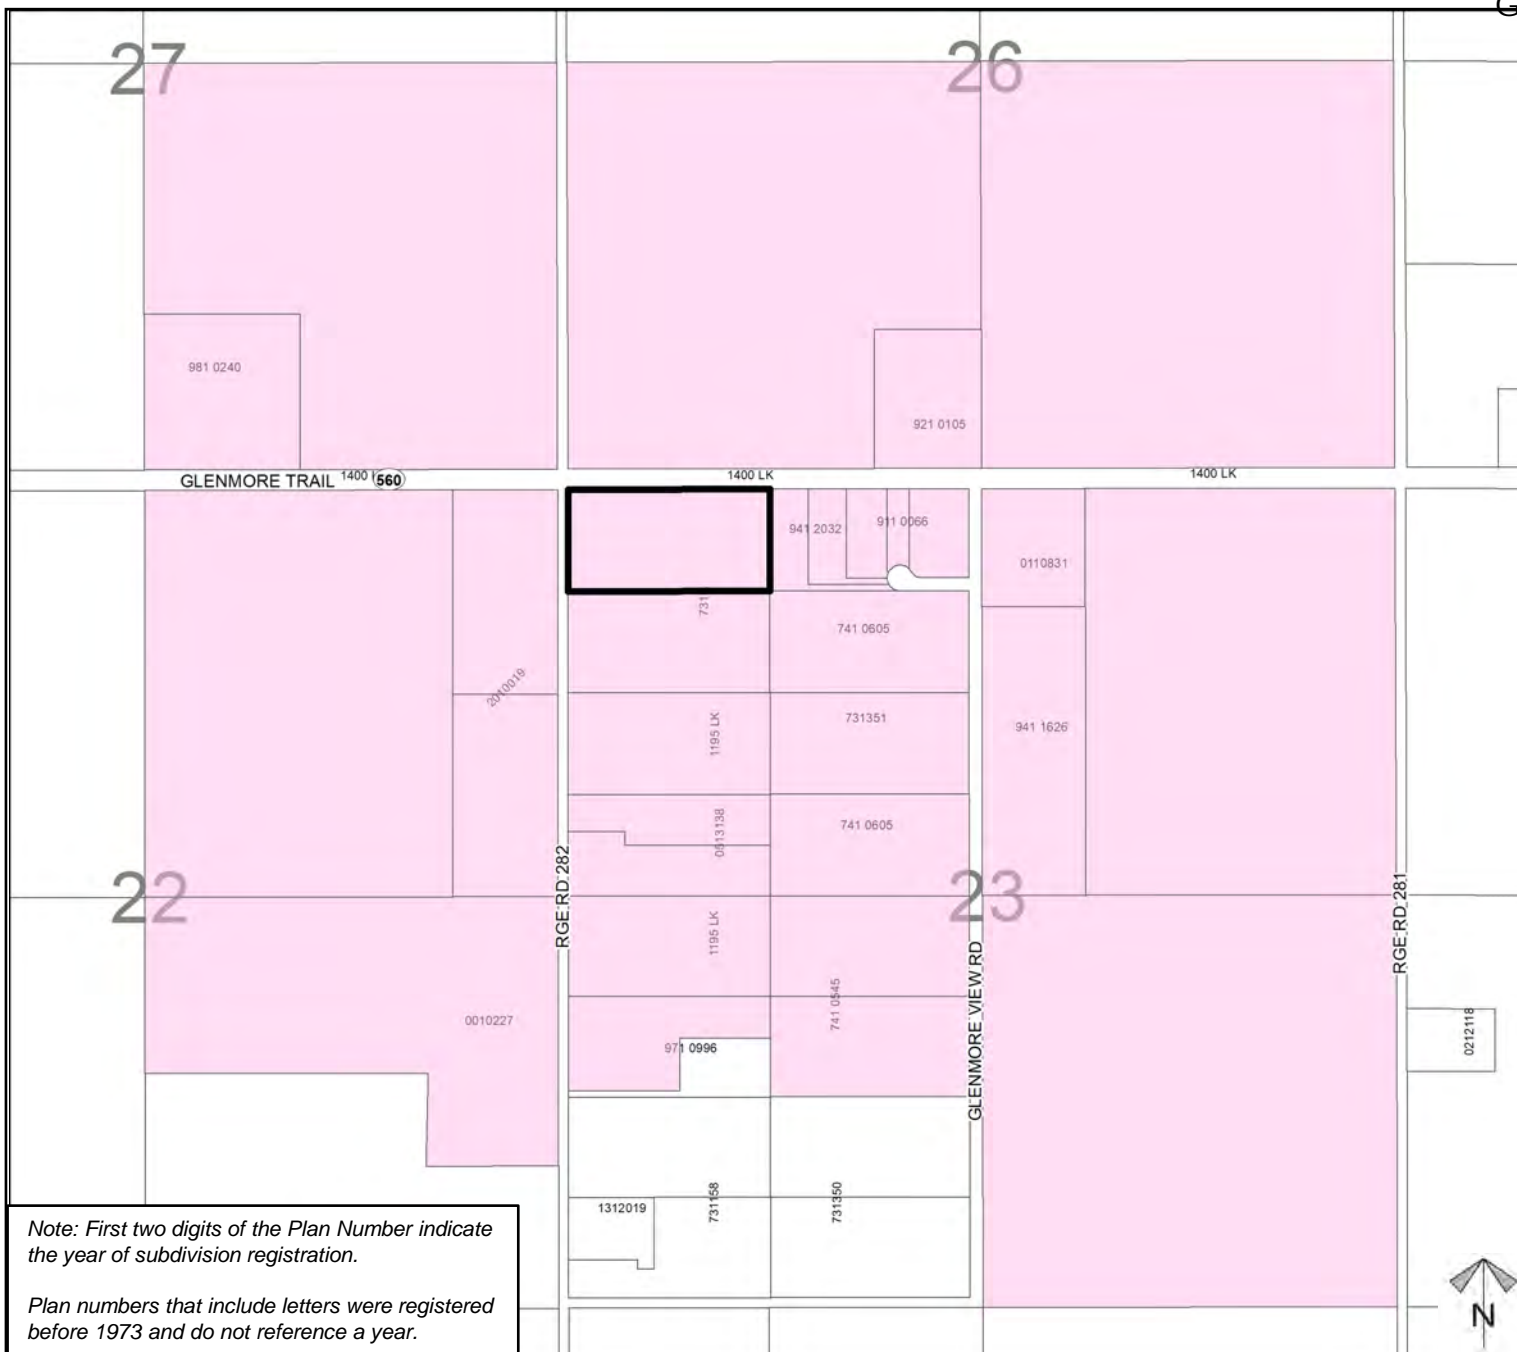 27
26
981 0240
921 0105
GLENMORE TRAIL
1400
560
1400 LK
1400 LK
941 2032
911 0066
0110831
731
741 0605
2010019
1195 LK
731351
941 1626
0513138
741 0605
22
RGE RD 282
23
RGE RD 281
1195 LK
GLENMORE VIEW RD
741 0545
0010227
971 0996
0212118
1312019
731158
731350
Note: First two digits of the Plan Number indicate
the year of subdivision registration.
Plan numbers that include letters were registered
before 1973 and do not reference a year.
N